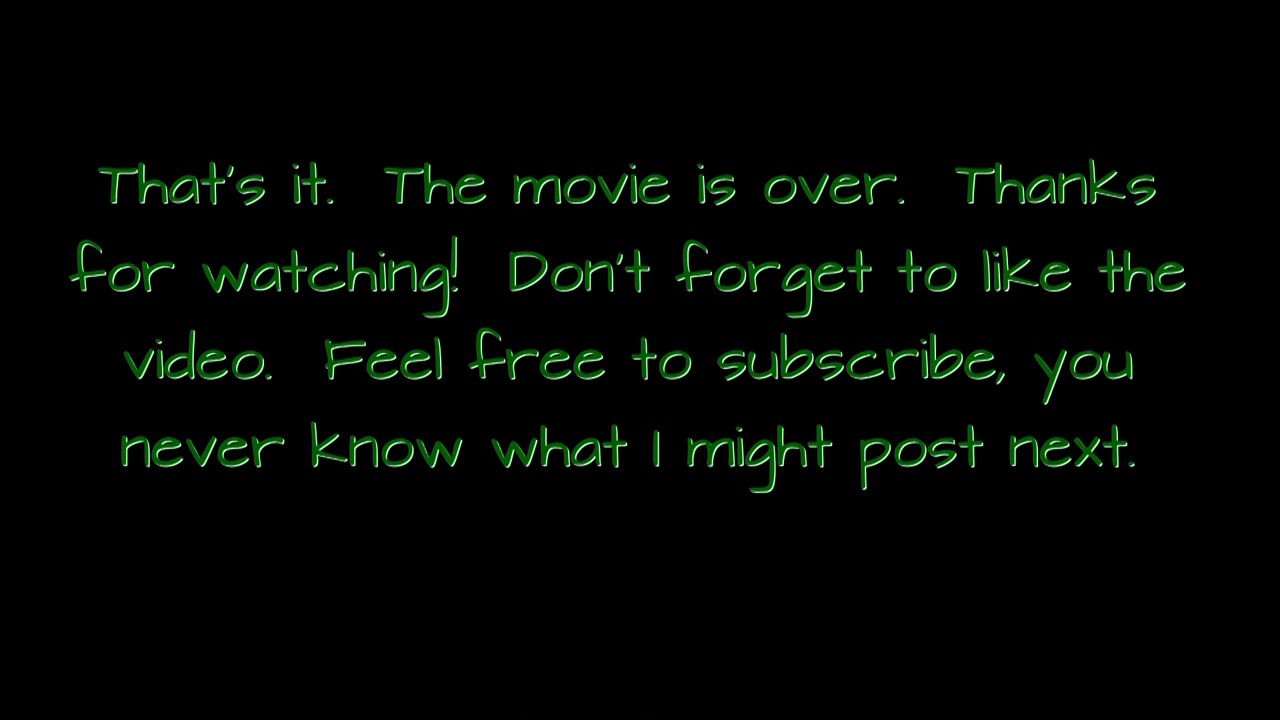 That's it.  The movie is over.  Thanks
for watching!  Don't forget to like the
video.  Feel free to subscribe, you
never know what I might post next.